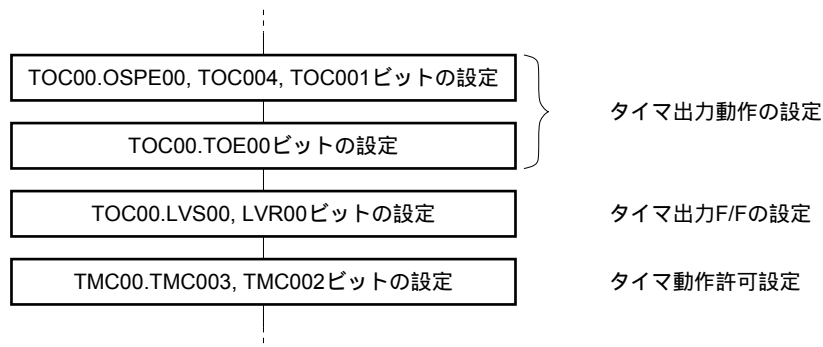 TOC00.OSPE00, TOC004, TOC001ビットの設定
タイマ出力動作の設定
TOC00.TOE00ビットの設定
TOC00.LVS00, LVR00ビットの設定
タイマ出力F/Fの設定
TMC00.TMC003, TMC002ビットの設定
タイマ動作許可設定